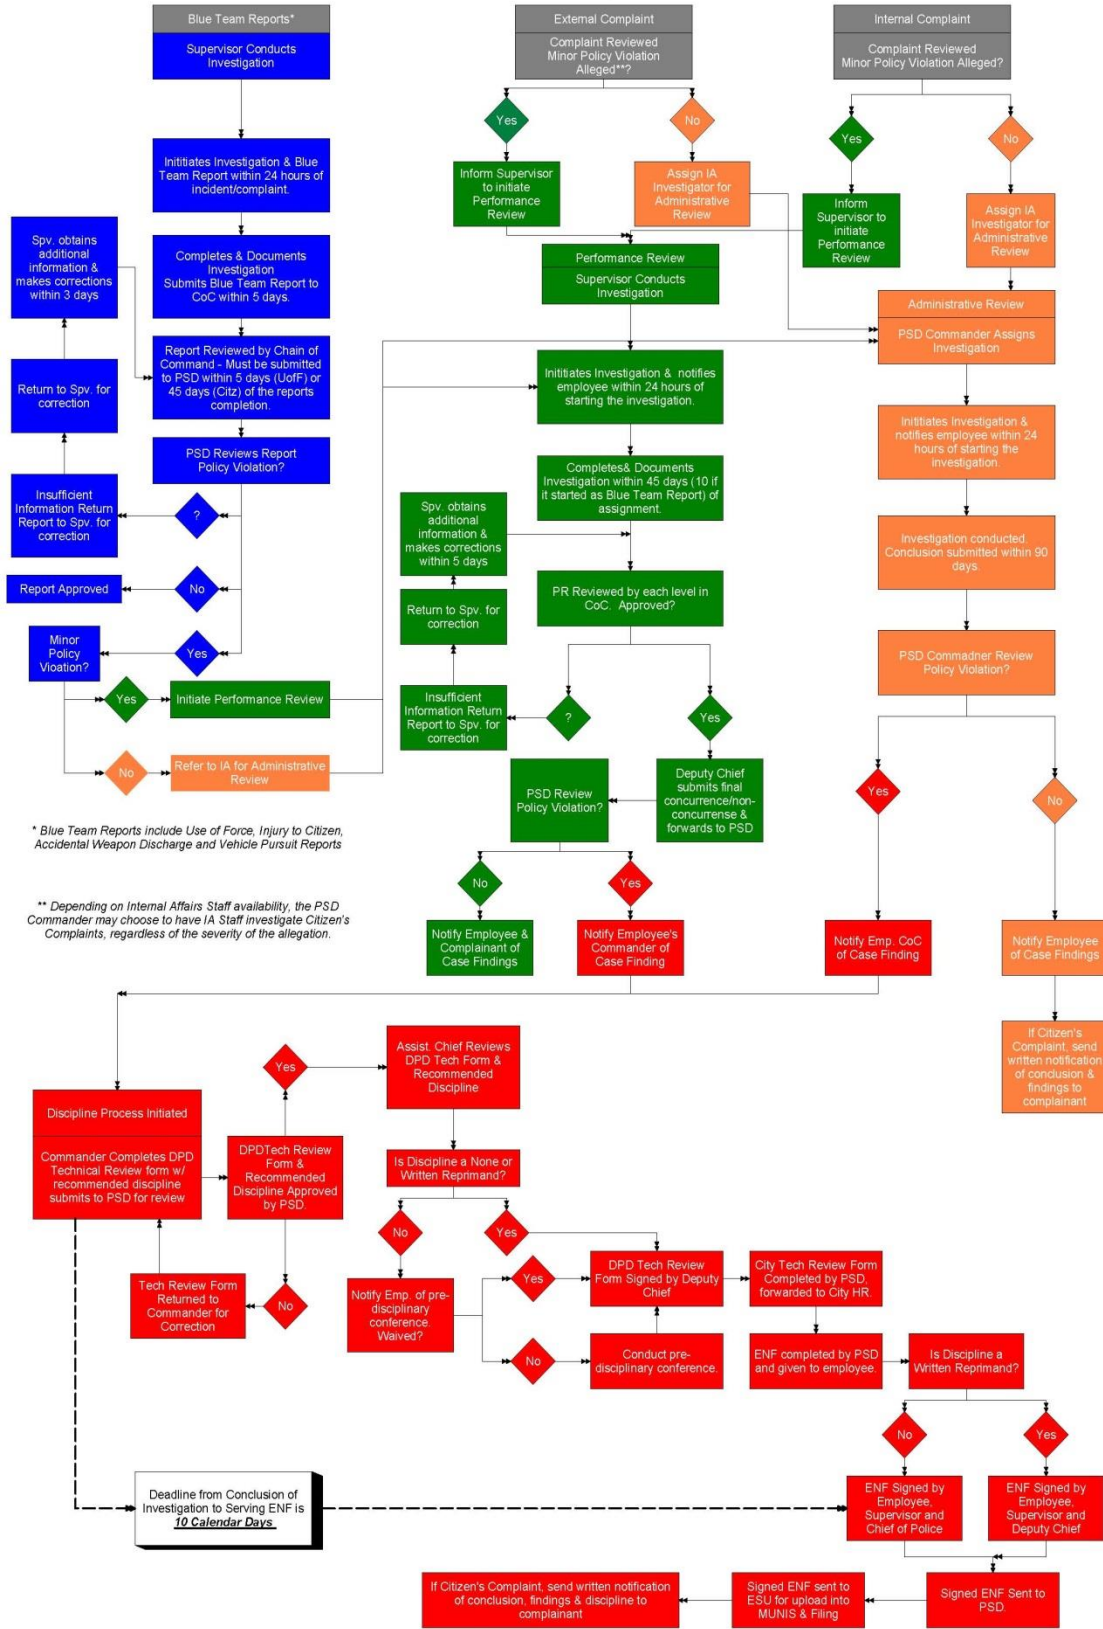 Blue Team Reports*
Supervisor Conducts
Investigation
Inititiates Investigation & Blue
Team Report within 24 hours of
incident/complaint.
Completes & Documents
Investigation
Submits Blue Team Report to
CoC within 5 days.
Report Reviewed by Chain of
Command - Must be submitted
to PSD within 5 days (UofF) or
45 days (Citz) of the reports
completion.
PSD Reviews Report
Policy Violation?
?
Insufficient
Information Return
Report to Spv. for
correction
Return to Spv. for
correction
Spv. obtains
additional
information &
makes corrections
within 3 days
No
Report Approved
Yes
Minor
Policy
Vioation?
Yes
Initiate Performance Review
No
Refer to IA for Administrative
Review
* Blue Team Reports include Use of Force, Injury to Citizen,
Accidental Weapon Discharge and Vehicle Pursuit Reports
** Depending on Internal Affairs Staff availability, the PSD
Commander may choose to have IA Staff investigate Citizen's
Complaints, regardless of the severity of the allegation.
External Complaint
Complaint Reviewed
Minor Policy Violation
Alleged**?
Yes
No
Inform Supervisor
to initiate
Performance
Review
Assign IA
Investigator for
Administrative
Review
Performance Review
Supervisor Conducts
Investigation
Inititiates Investigation & notifies
employee within 24 hours of
starting the investigation.
Completes& Documents
Investigation within 45 days (10 if
it started as Blue Team Report) of
assignment.
PR Reviewed by each level in
CoC. Approved?
?
Yes
Insufficient
Information Return
Report to Spv. for
correction
Return to Spv. for
correction
Spv. obtains
additional
information &
makes corrections
within 5 days
Deputy Chief
submits final
concurrence/non-
concurrense &
forwards to PSD
PSD Review
Policy Violation?
No
Yes
Notify Employee &
Complainant of
Case Findings
Notify Employee's
Commander of
Case Finding
Internal Complaint
Complaint Reviewed
Minor Policy Violation Alleged?
Yes
No
Inform
Supervisor to
initiate
Performance
Review
Assign IA
Investigator for
Administrative
Review
Administrative Review
PSD Commander Assigns
Investigation
Inititiates Investigation &
notifies employee within 24
hours of starting the
investigation.
Investigation conducted.
Conclusion submitted within 90
days.
PSD Commadner Review
Policy Violation?
Yes
No
Notify Emp. CoC
of Case Finding
Notify Employee
of Case Findings
If Citizen's
Complaint, send
written notification
of conclusion &
findings to
complainant
Discipline Process Initiated
Commander Completes DPD
Technical Review form w/
recommended discipline
submits to PSD for review
DPDTech Review
Form &
Recommended
Discipline Approved
by PSD.
Yes
No
Tech Review Form
Returned to
Commander for
Correction
Assist. Chief Reviews
DPD Tech Form &
Recommended
Discipline
Is Discipline a None or
Written Reprimand?
No
Yes
Notify Emp. of pre-
disciplinary
conference.
Waived?
Yes
No
Conduct pre-
disciplinary conference.
DPD Tech Review
Form Signed by Deputy
Chief
City Tech Review Form
Completed by PSD,
forwarded to City HR.
ENF completed by PSD
and given to employee.
Is Discipline a
Written Reprimand?
No
Yes
ENF Signed by
Employee,
Supervisor and
Chief of Police
ENF Signed by
Employee,
Supervisor and
Deputy Chief
Deadline from Conclusion of
Investigation to Serving ENF is
10 Calendar Days
Signed ENF Sent to
PSD.
Signed ENF sent to
ESU for upload into
MUNIS & Filing
If Citizen's Complaint, send written notification
of conclusion, findings & discipline to
complainant